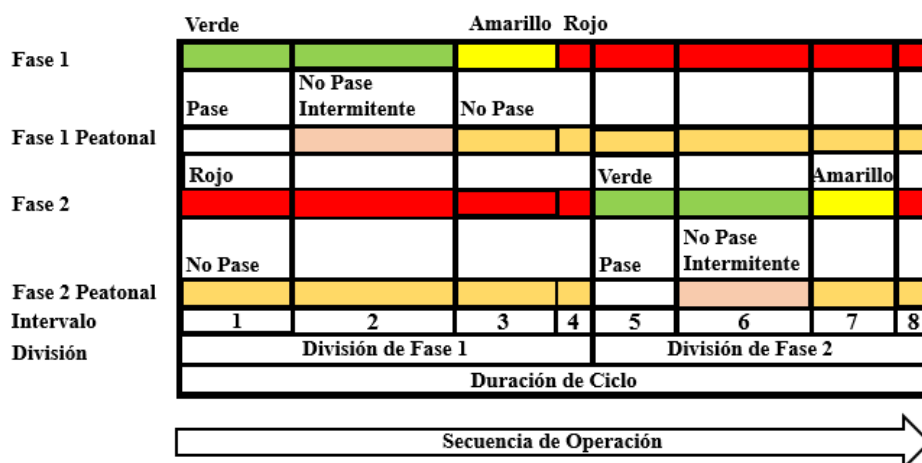 Verde Amarillo Rojo
Fase 1
Pase No Pase Intermitente No Pase
Fase 1 Peatonal
Rojo Verde Amarillo
Fase 2
No Pase Pase No Pase Intermitente
Fase 2 Peatonal
Intervalo 1 2 3 4 5 6 7 8
División División de Fase 1 División de Fase 2
Duración de Ciclo
Secuencia de Operación